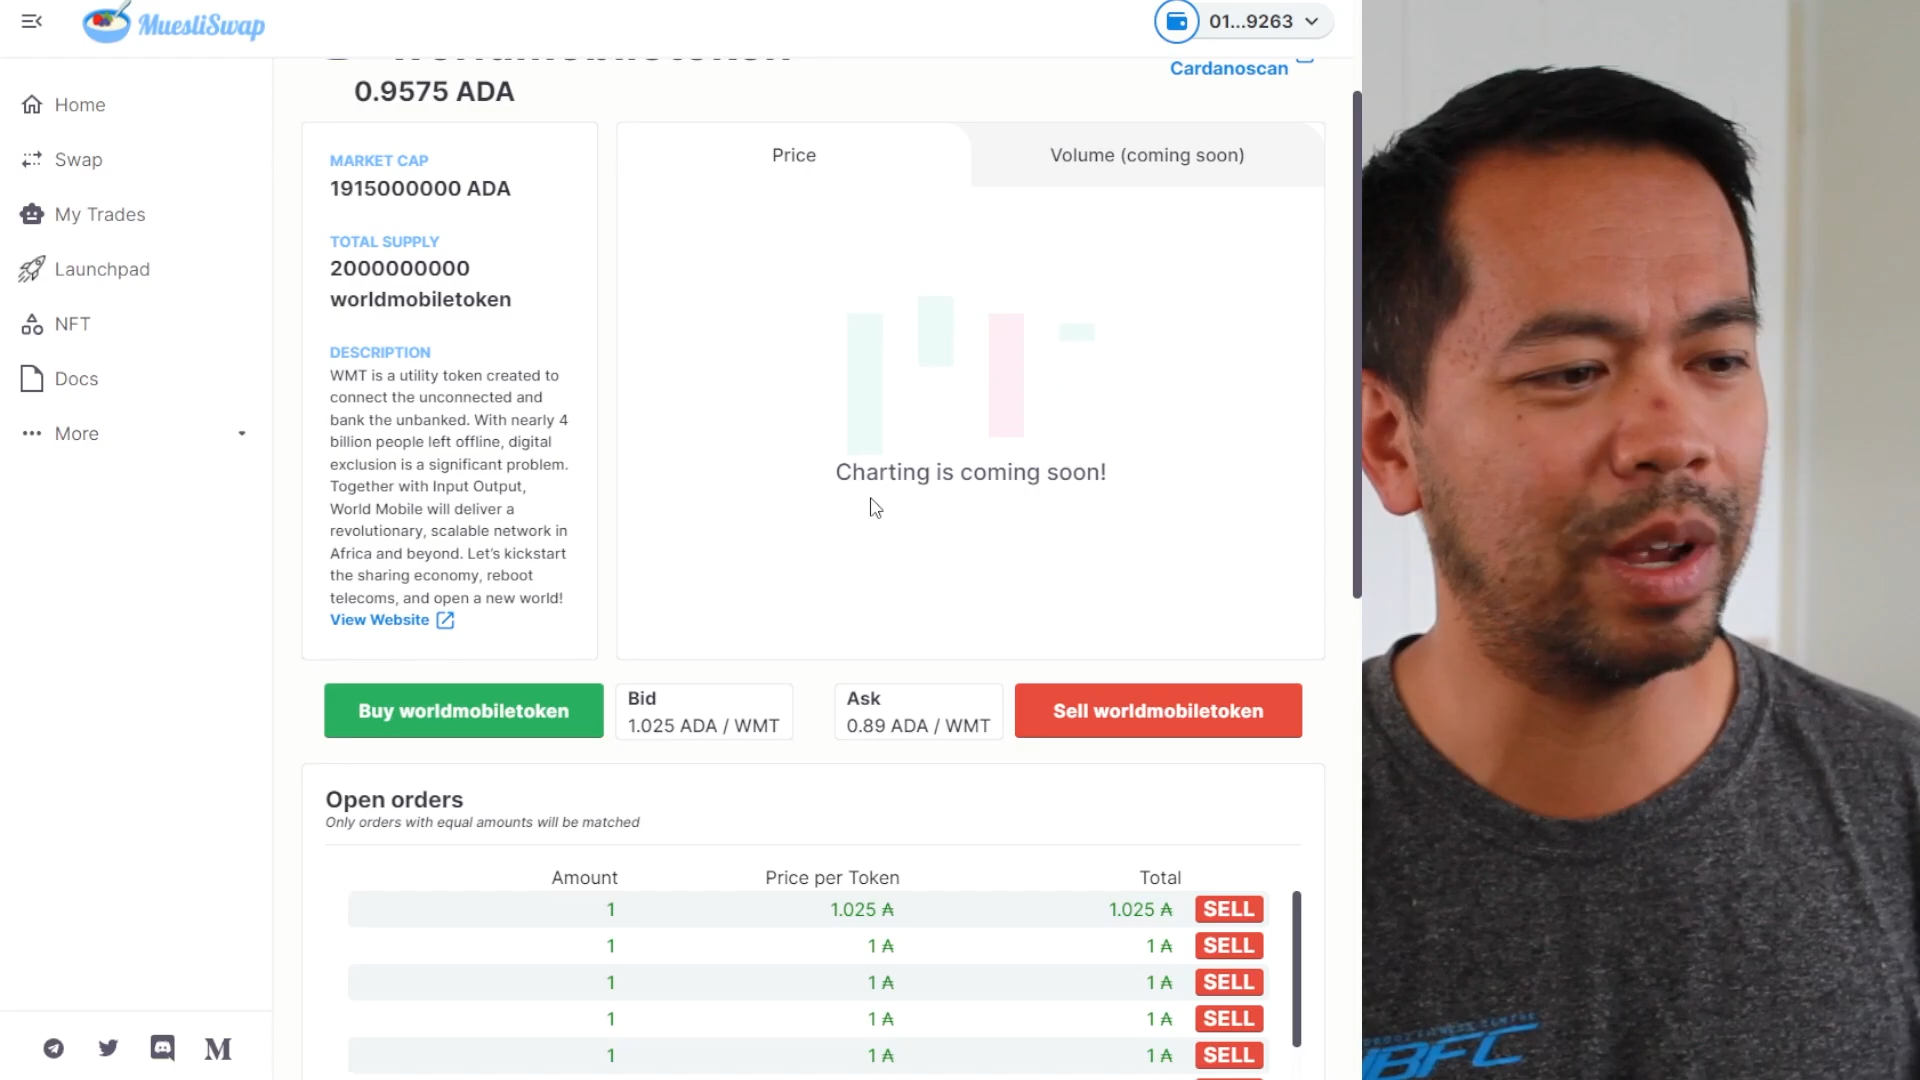 MuesliSwap
01...9263
Cardanoscan
0.9575 ADA
Home
Swap
My Trades
Launchpad
NFT
Docs
More
MARKET CAP
1915000000 ADA
TOTAL SUPPLY
2000000000
worldmobiletoken
DESCRIPTION
WMT is a utility token created to
connect the unconnected and
bank the unbanked. With nearly 4
billion people left offline, digital
exclusion is a significant problem.
Together with Input Output,
World Mobile will deliver a
revolutionary, scalable network in
Africa and beyond. Let's kickstart
the sharing economy, reboot
telecoms, and open a new world!
View Website
Price
Volume (coming soon)
Charting is coming soon!
Buy worldmobiletoken
Bid
1.025 ADA / WMT
Ask
0.89 ADA / WMT
Sell worldmobiletoken
Open orders
Only orders with equal amounts will be matched
Amount Price per Token Total
1 1.025 ₳ 1.025 ₳ SELL
1 1 ₳ 1 ₳ SELL
1 1 ₳ 1 ₳ SELL
1 1 ₳ 1 ₳ SELL
1 1 ₳ 1 ₳ SELL